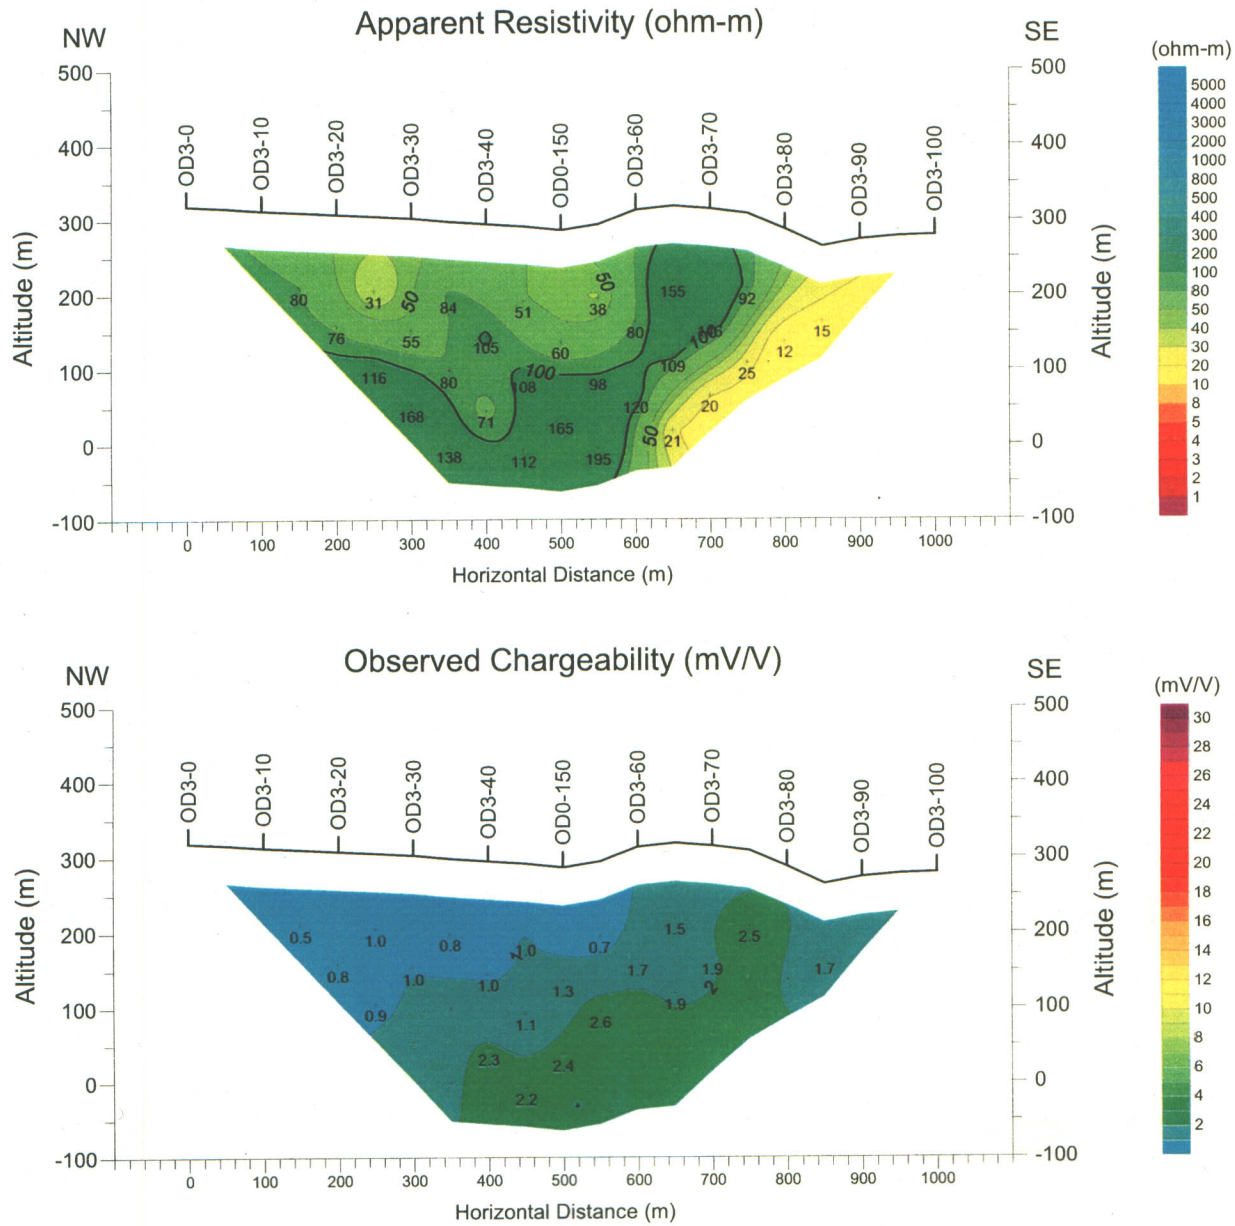 Apparent Resistivity (ohm-m)
NW
SE
(ohm-m)
500
400
300
200
100
0
-100
Altitude (m)
OD3-0
OD3-10
OD3-20
OD3-30
OD3-40
OD0-150
OD3-60
OD3-70
OD3-80
OD3-90
OD3-100
500
400
300
200
100
0
-100
Altitude (m)
5000
4000
3000
2000
1000
800
500
400
300
200
100
80
50
40
30
20
10
8
5
4
3
2
1
80 31 50 84 51 38 50 155 92
76 55 105 60 80 100 15
116 80 100 108 98 109 25 12
168 71 165 120 50 20
138 112 195 21
0 100 200 300 400 500 600 700 800 900 1000
Horizontal Distance (m)
Observed Chargeability (mV/V)
NW
SE
(mV/V)
500
400
300
200
100
0
-100
Altitude (m)
OD3-0
OD3-10
OD3-20
OD3-30
OD3-40
OD0-150
OD3-60
OD3-70
OD3-80
OD3-90
OD3-100
500
400
300
200
100
0
-100
Altitude (m)
30
28
26
24
22
20
18
16
14
12
10
8
6
4
2
0.5 1.0 0.8 1 1.0 0.7 1.5 2.5
0.8 1.0 1.0 1.3 1.7 1.9 2 1.7
0.9 1.1 2.6 1.9
2.3 2.4
2.2
0 100 200 300 400 500 600 700 800 900 1000
Horizontal Distance (m)